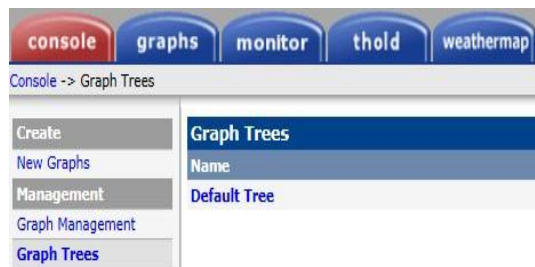 console graphs monitor thold weathermap
Console -> Graph Trees
Create
New Graphs
Management
Graph Management
Graph Trees
Graph Trees
Name
Default Tree